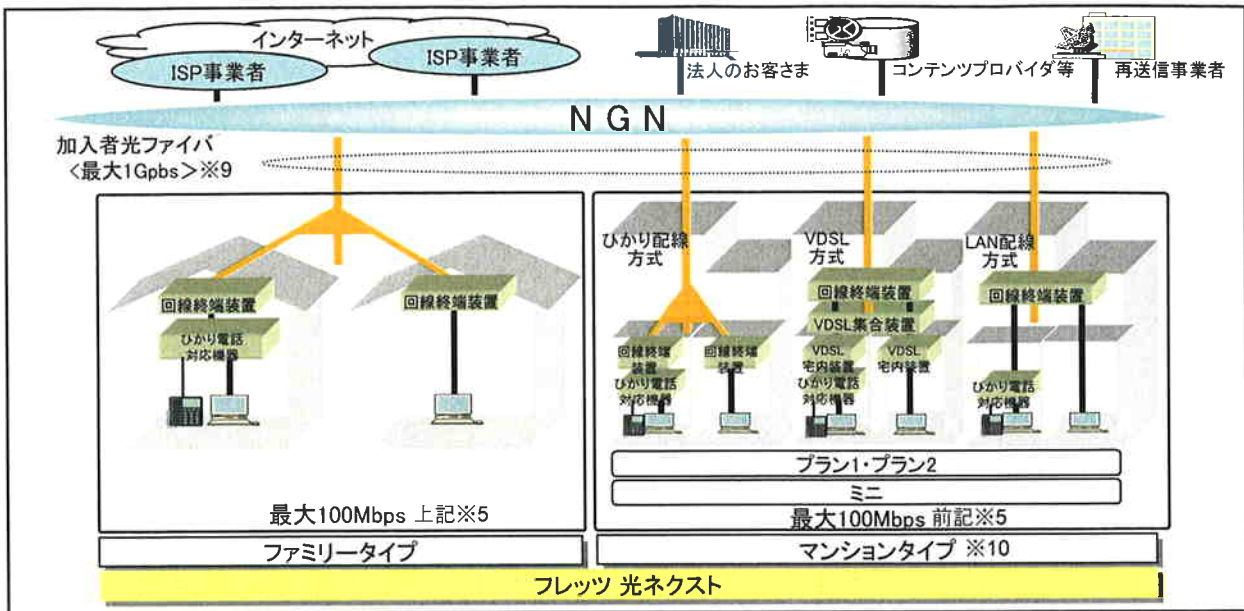 インターネット
ISP事業者
ISP事業者
法人のお客さま
コンテンツプロバイダ等
再送信事業者
NGN
加入者光ファイバ
<最大1Gpbs>※9
回線終端装置
ひかり電話
対応機器
回線終端装置
最大100Mbps 上記※5
ファミリータイプ
ひかり配線
方式
回線終端
装置
ひかり電話
対応機器
回線終端
装置
VDSL
方式
回線終端装置
VDSL集合装置
VDSL
宅内装置
ひかり電話
対応機器
VDSL
宅内装置
LAN配線
方式
回線終端装置
ひかり電話
対応機器
プラン1・プラン2
ミニ
最大100Mbps 前記※5
マンションタイプ ※10
フレッツ 光ネクスト